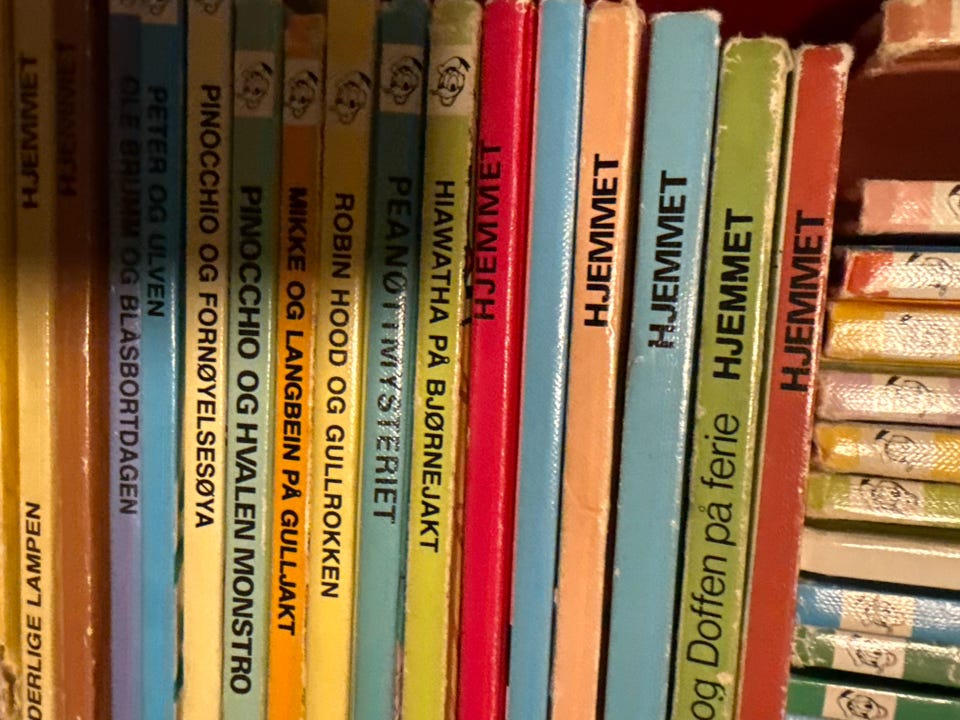 HJEMMET
DERLIGE LAMPEN
HJEMMET
OLE BRUMM OG BLÅSBORTDAGEN
PETER OG ULVEN
PINOCCHIO OG FORNØYELSESØYA
PINOCCHIO OG HVALEN MONSTRO
MIKKE OG LANGBEIN PÅ GULLJAKT
ROBIN HOOD OG GULLROKKEN
PEANØTTMYSTERIET
HIAWATHA PÅ BJØRNEJAKT
HJEMMET
HJEMMET
HJEMMET
og Doffen på ferie HJEMMET
HJEMMET